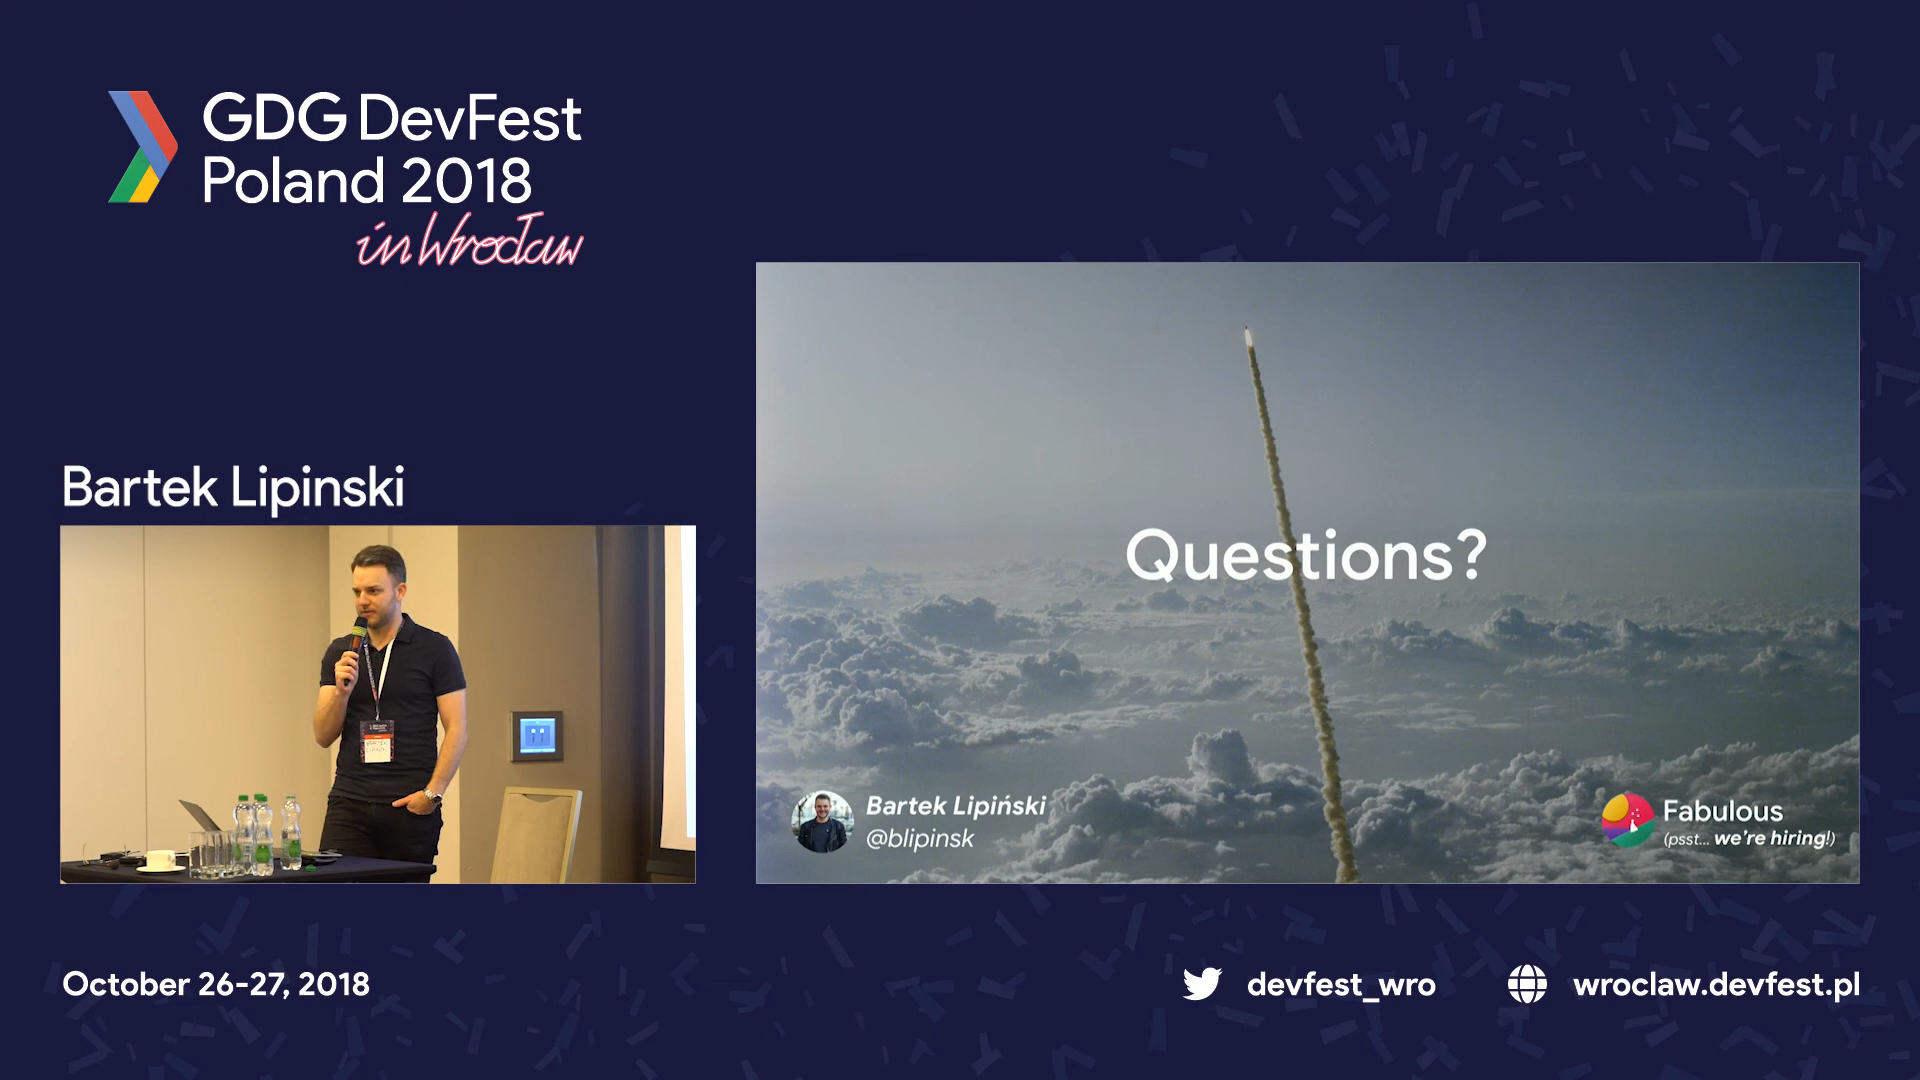 GDG DevFest
Poland 2018
in Wrocław
Bartek Lipinski
Questions?
Bartek Lipiński
@blipinsk
Fabulous
(psst... we're hiring!)
October 26-27, 2018
devfest_wro
wroclaw.devfest.pl